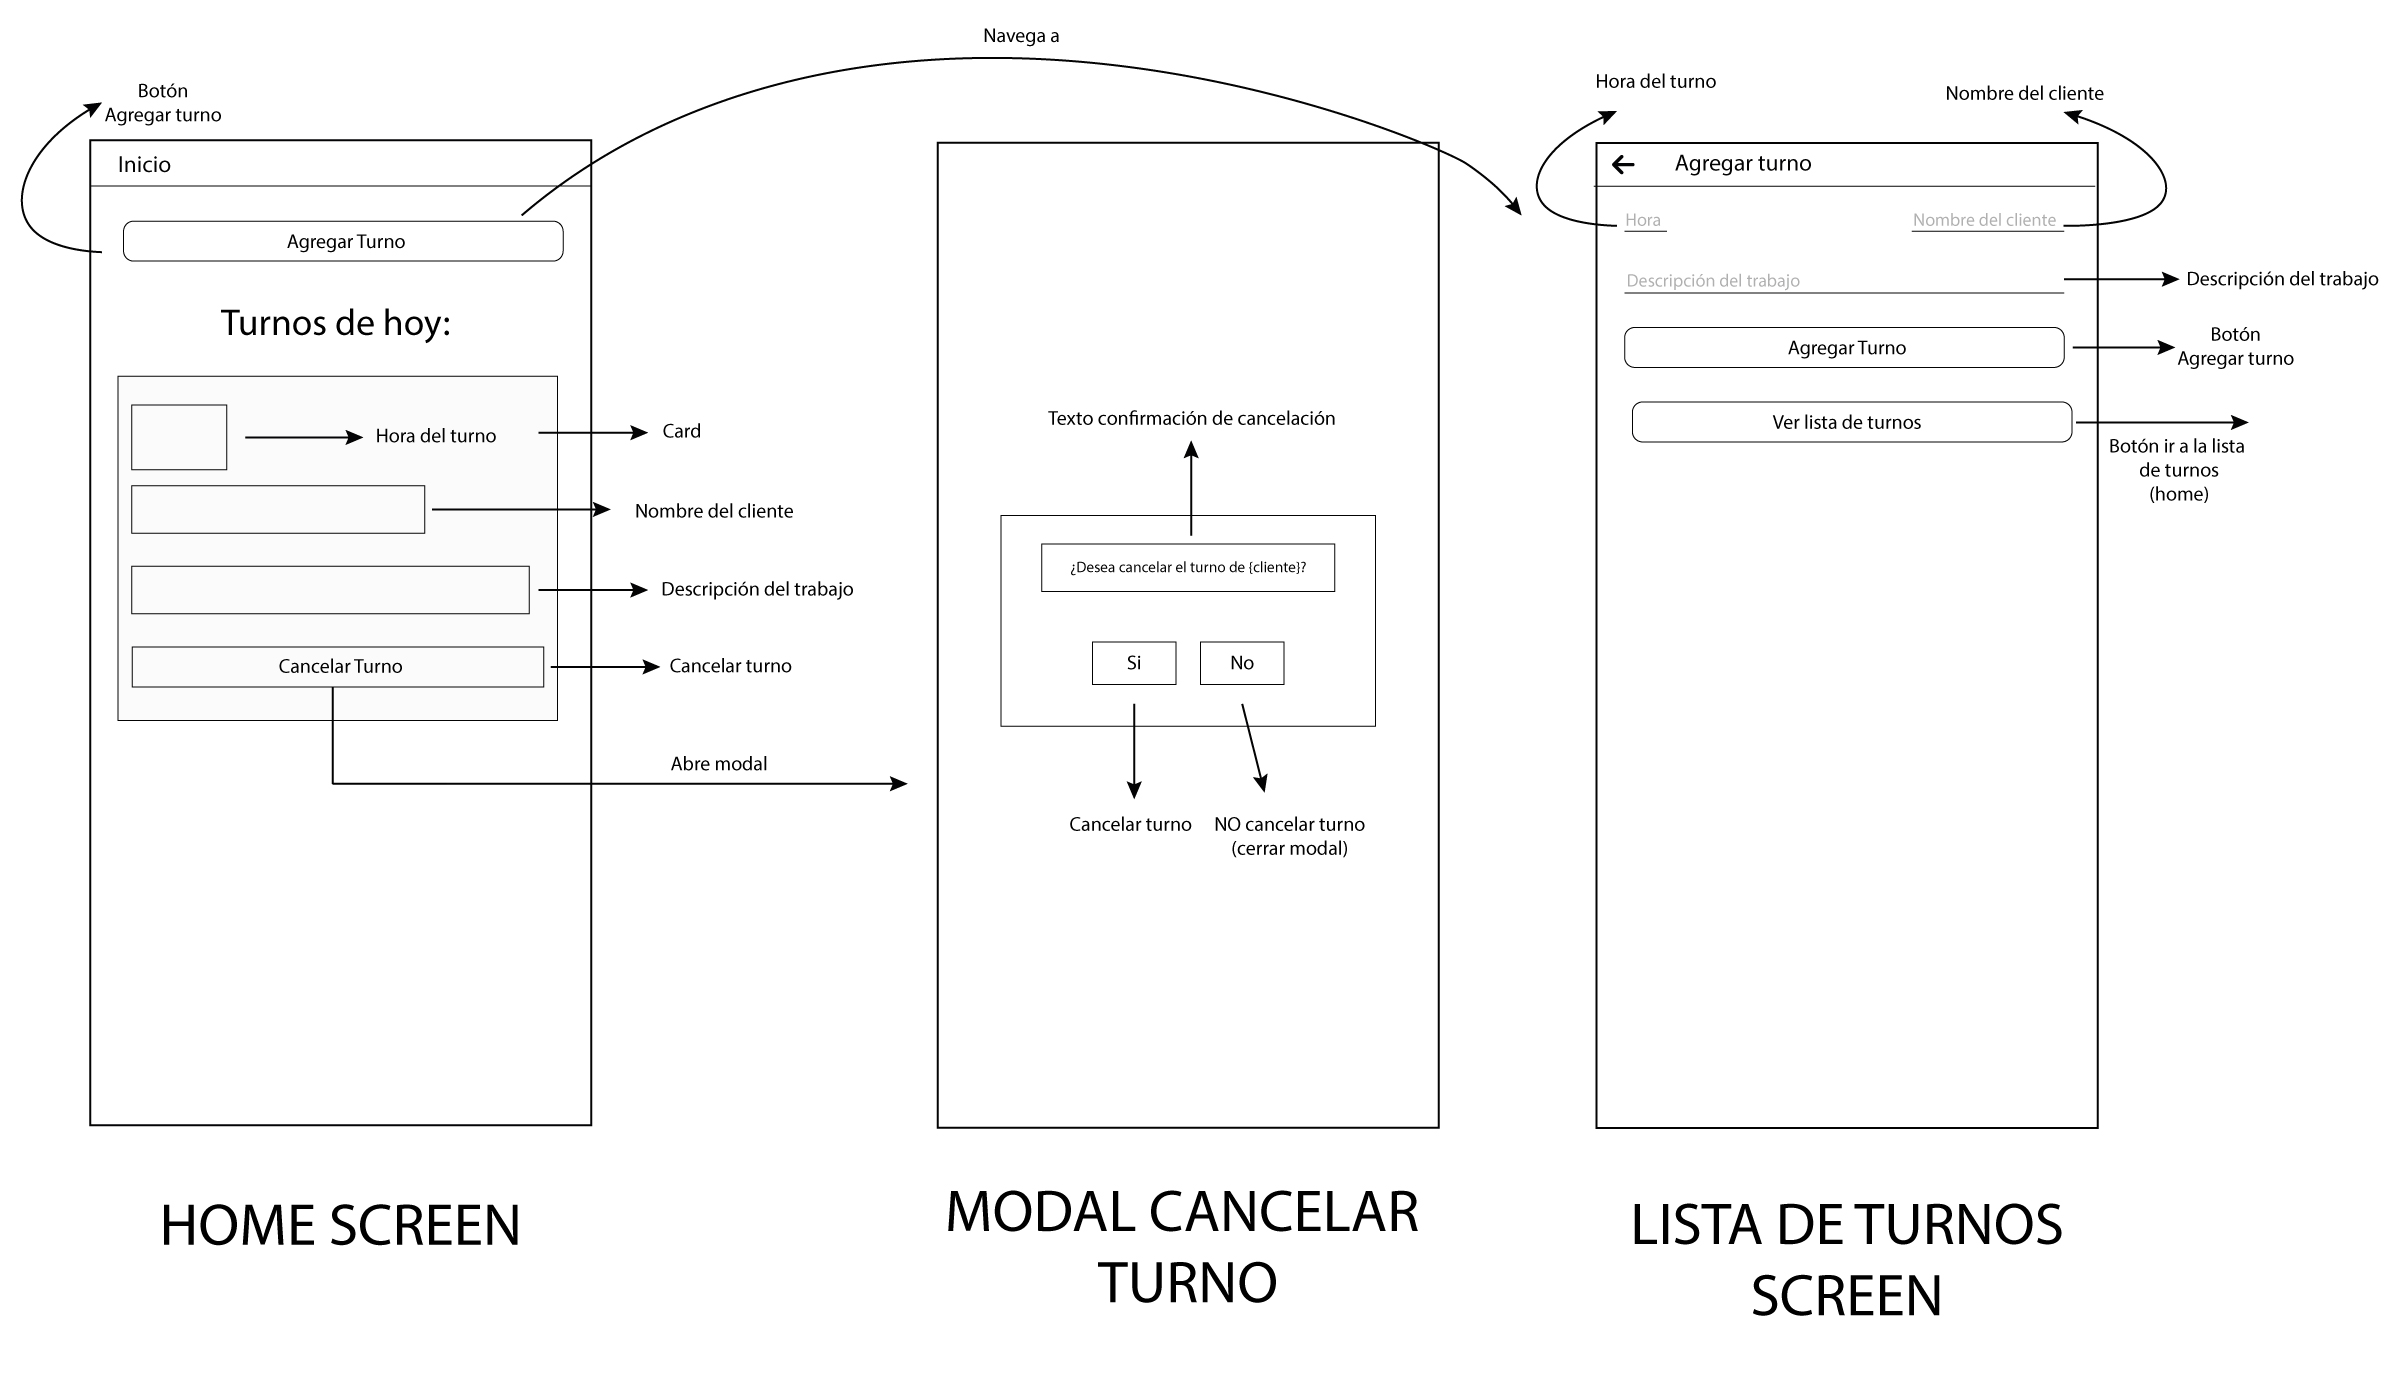 Navega a
Botón
Agregar turno
Inicio
Agregar Turno
Turnos de hoy:
Hora del turno
Card
Nombre del cliente
Descripción del trabajo
Cancelar Turno
Cancelar turno
Abre modal
HOME SCREEN
Texto confirmación de cancelación
¿Desea cancelar el turno de {cliente}?
Si
No
Cancelar turno
NO cancelar turno
(cerrar modal)
MODAL CANCELAR
TURNO
Hora del turno
Nombre del cliente
Agregar turno
Hora
Nombre del cliente
Descripción del trabajo
Descripción del trabajo
Agregar Turno
Botón
Agregar turno
Ver lista de turnos
Botón ir a la lista
de turnos
(home)
LISTA DE TURNOS
SCREEN